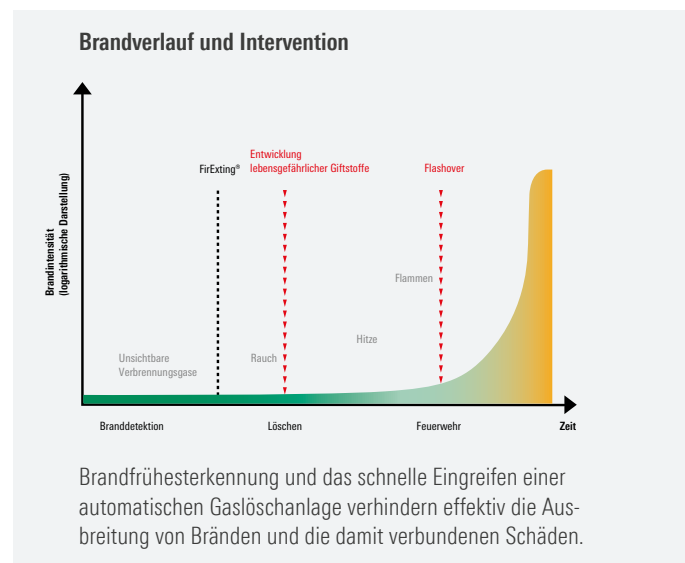 Brandverlauf und Intervention
Entwicklung
FirExting® lebensgefährlicher Giftstoffe Flashover
Brandintensität
(logarithmische Darstellung)
Flammen
Hitze
Unsichtbare Rauch
Verbrennungsgase
Branddetektion Löschen Feuerwehr Zeit
Brandfrühesterkennung und das schnelle Eingreifen einer
automatischen Gaslöschanlage verhindern effektiv die Aus-
breitung von Bränden und die damit verbundenen Schäden.